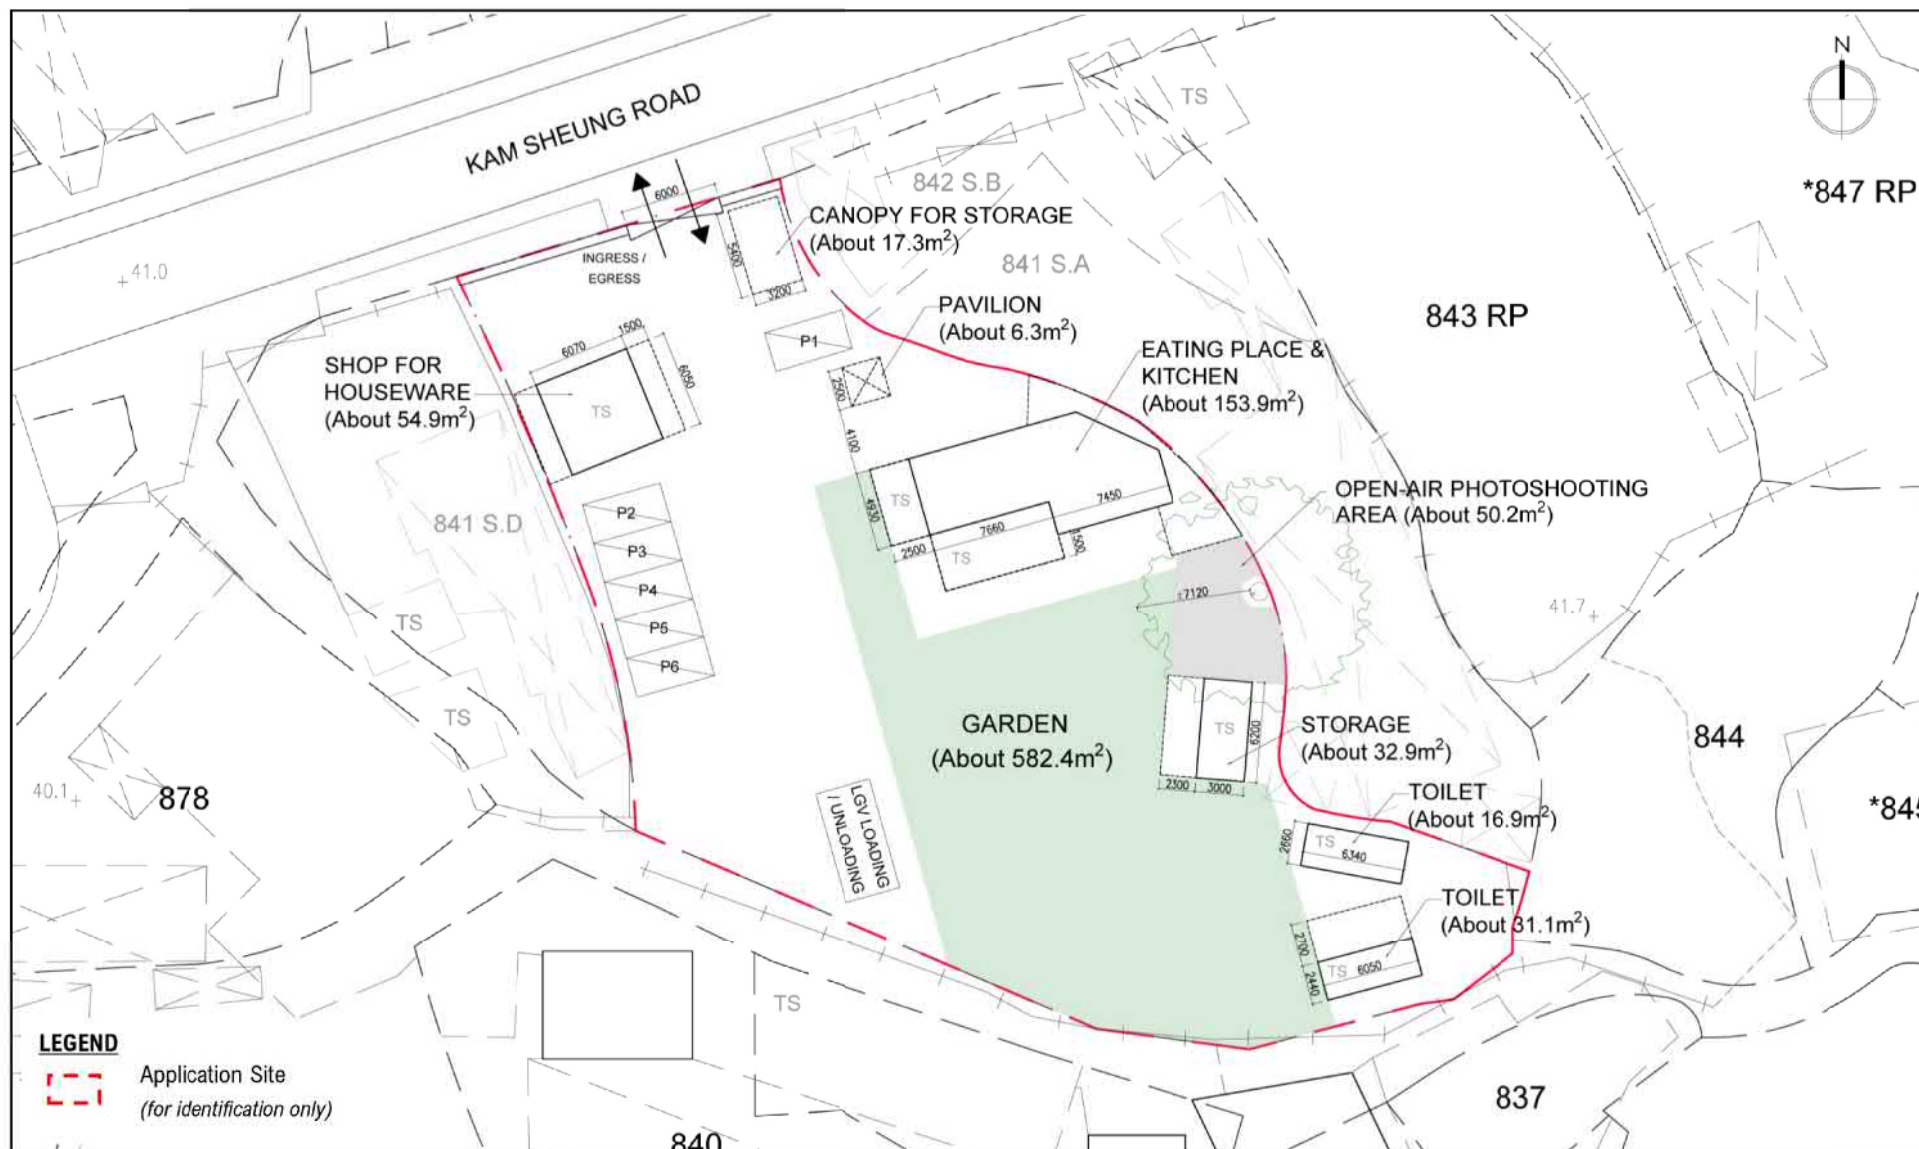 N
KAM SHEUNG ROAD
TS
842 S.B
*847 RP
6000
CANOPY FOR STORAGE
(About 17.3m²)
5400
3200
INGRESS /
EGRESS
841 S.A
+ 41.0
PAVILION
(About 6.3m²)
843 RP
P1
1500
6070
6050
SHOP FOR
HOUSEWARE
(About 54.9m²)
TS
2500
EATING PLACE &
KITCHEN
(About 153.9m²)
4100
OPEN-AIR PHOTOSHOOTING
AREA (About 50.2m²)
TS
4930
7450
7660
2500
TS
1500
841 S.D
P2
P3
P4
P5
P6
±7120
41.7 +
TS
TS
GARDEN
(About 582.4m²)
TS
6200
2300
3000
STORAGE
(About 32.9m²)
844
40.1 +
878
LGV LOADING
/ UNLOADING
TOILET
(About 16.9m²)
*845
2660
TS
6340
TOILET
(About 31.1m²)
2700
2440
TS
6050
TS
LEGEND
Application Site
(for identification only)
837
840